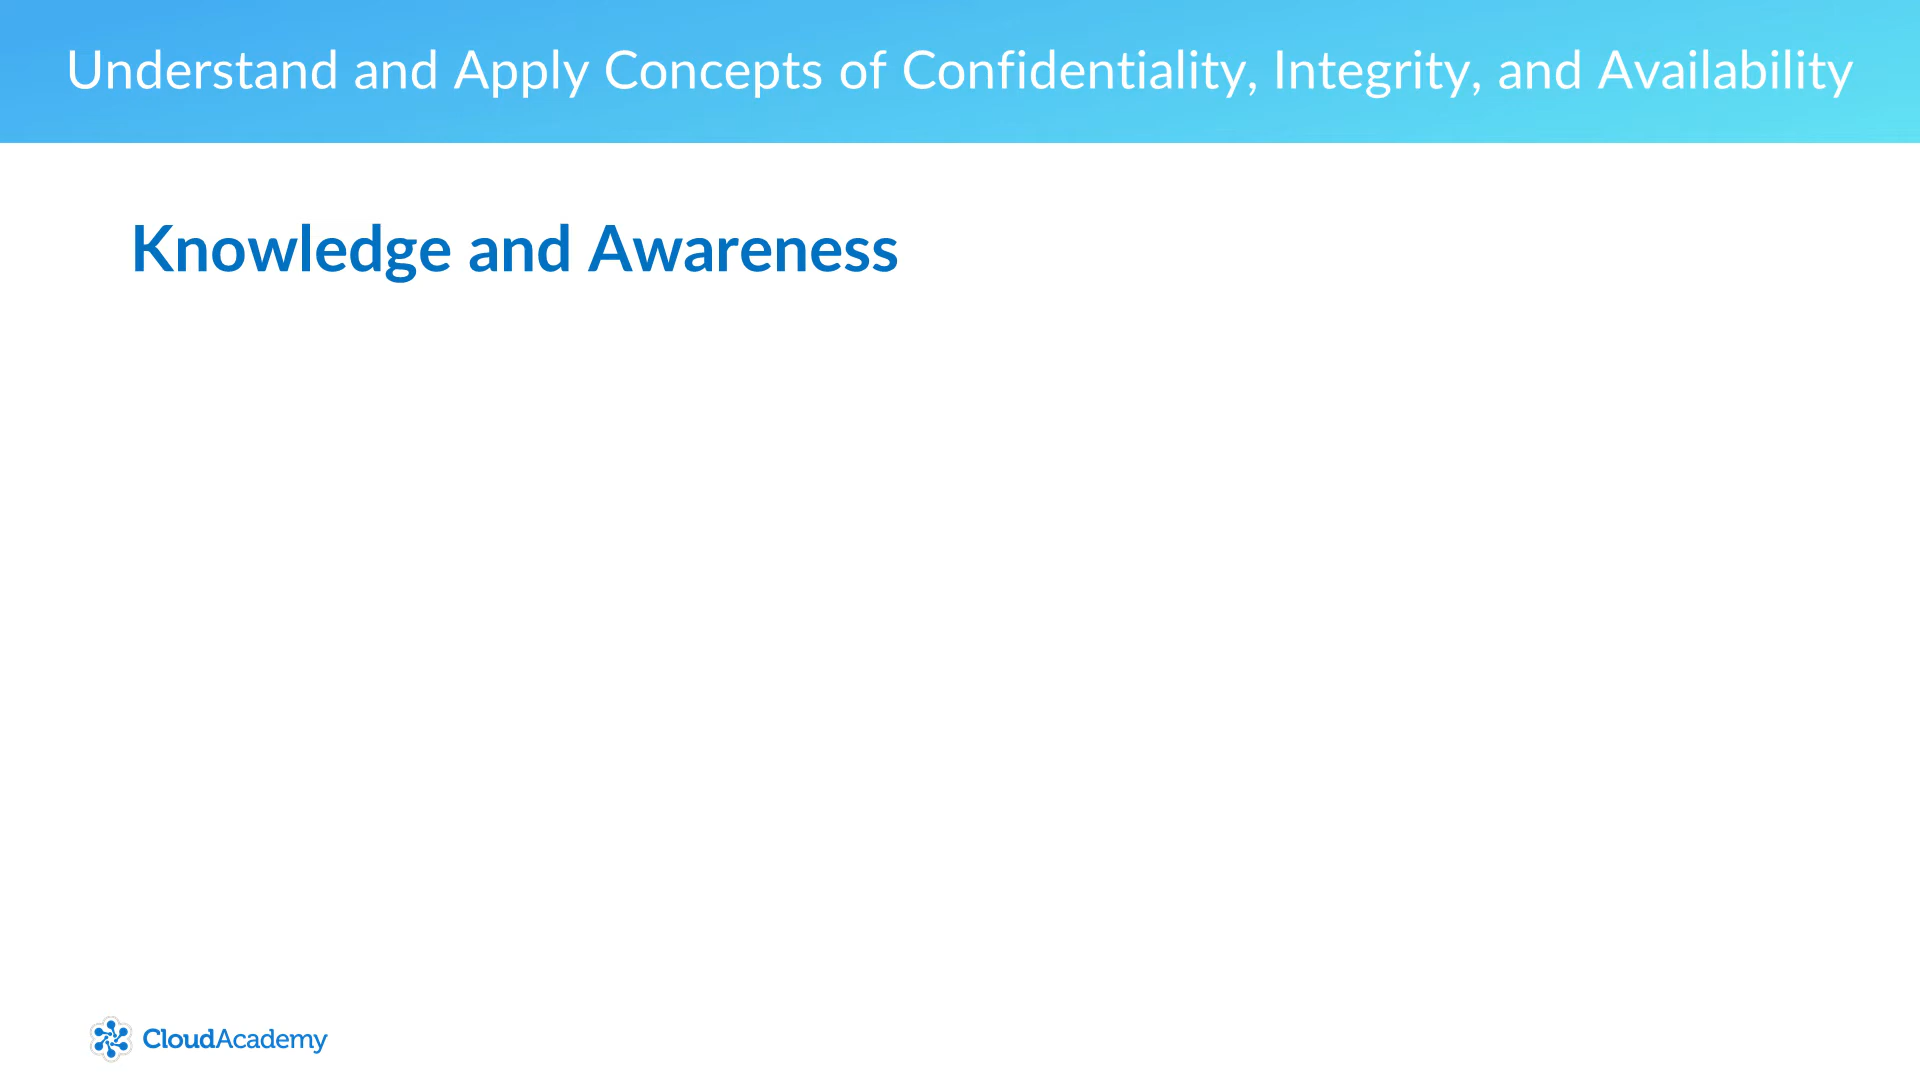 Understand and Apply Concepts of Confidentiality, Integrity, and Availability
Knowledge and Awareness
CloudAcademy